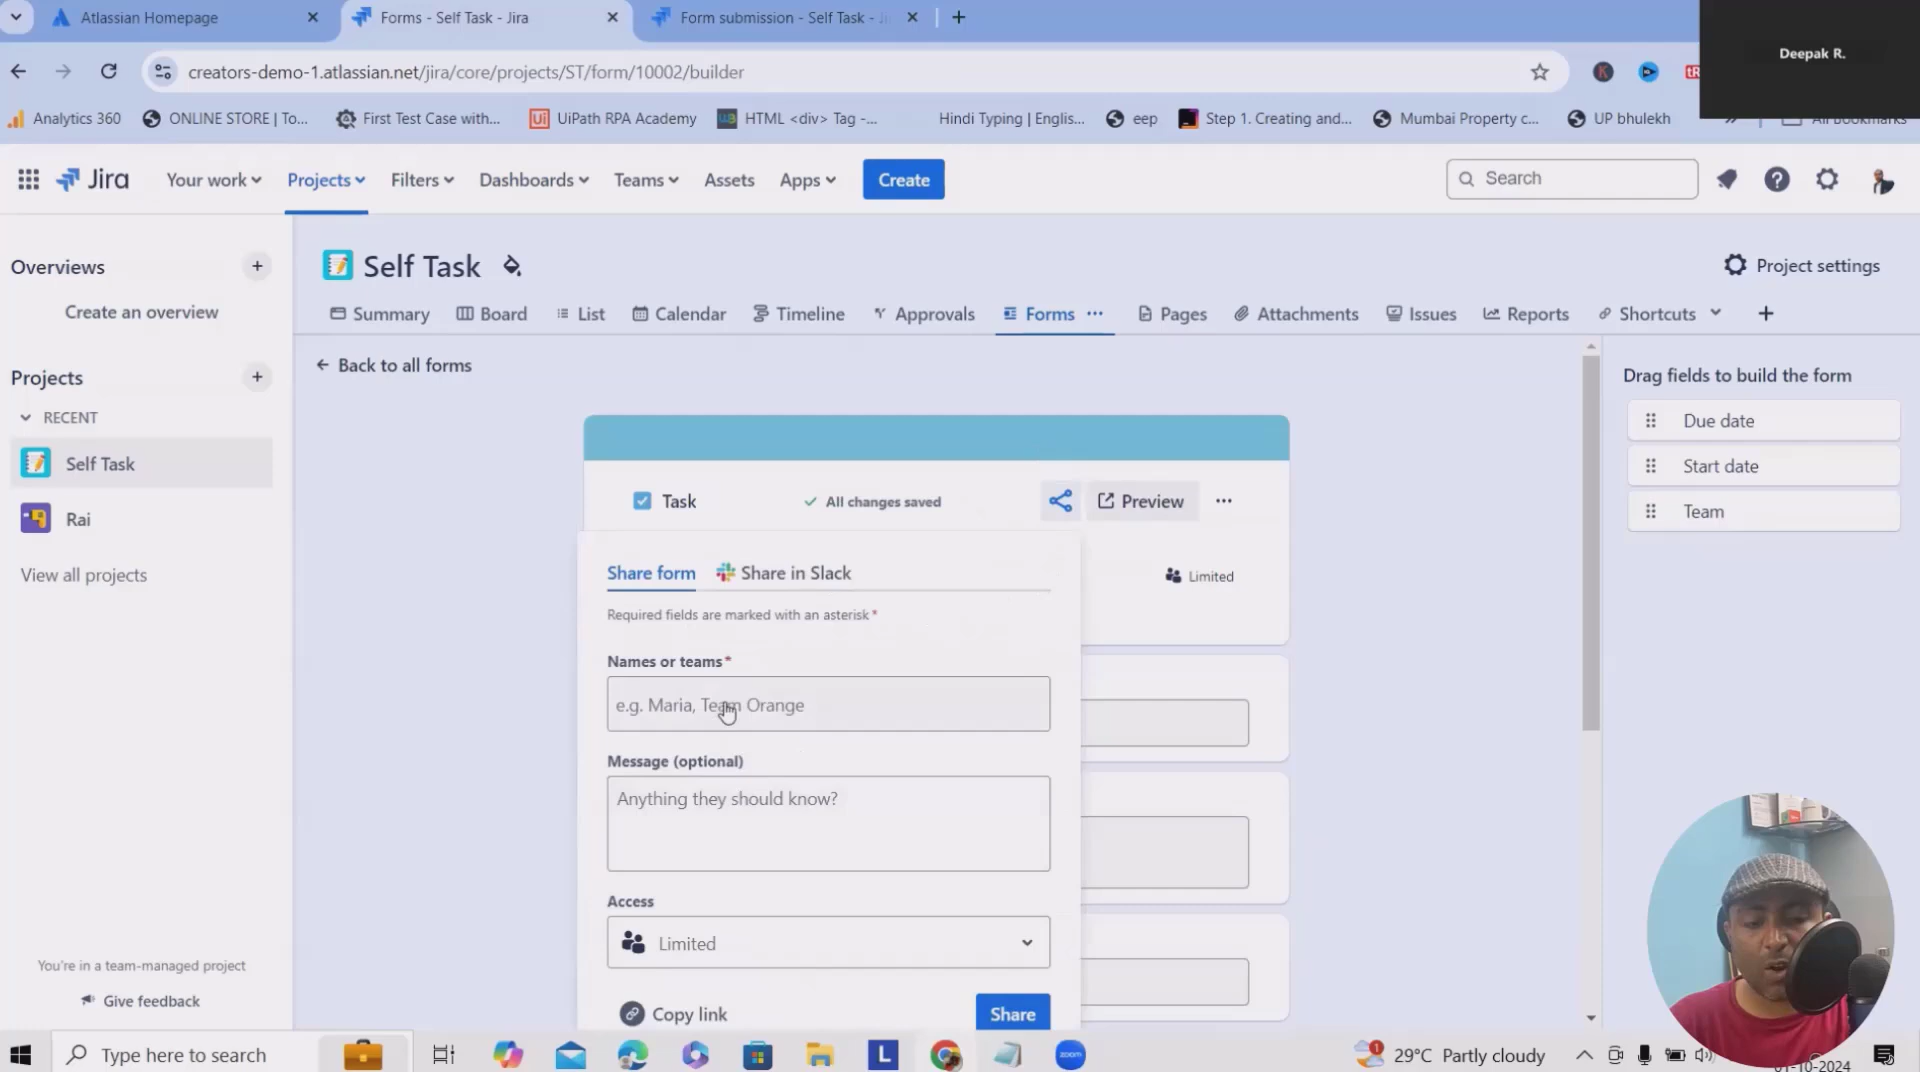 Atlassian Homepage
Forms - Self Task - Jira
Form submission - Self Task -
Deepak R.
creators-demo-1.atlassian.net/jira/core/projects/ST/form/10002/builder
Analytics 360
ONLINE STORE | To...
First Test Case with...
UiPath RPA Academy
HTML <div> Tag -...
Hindi Typing | Englis...
eep
Step 1. Creating and...
Mumbai Property c...
UP bhulekh
All Bookmarks
Jira
Your work
Projects
Filters
Dashboards
Teams
Assets
Apps
Create
Search
Overviews
Create an overview
Projects
RECENT
Self Task
Rai
View all projects
You're in a team-managed project
Give feedback
Self Task
Project settings
Summary
Board
List
Calendar
Timeline
Approvals
Forms
Pages
Attachments
Issues
Reports
Shortcuts
Back to all forms
Task
All changes saved
Preview
Limited
Share form
Share in Slack
Required fields are marked with an asterisk *
Names or teams *
e.g. Maria, Team Orange
Message (optional)
Anything they should know?
Access
Limited
Copy link
Share
Drag fields to build the form
Due date
Start date
Team
Type here to search
L
zoom
29°C Partly cloudy
01-10-2024